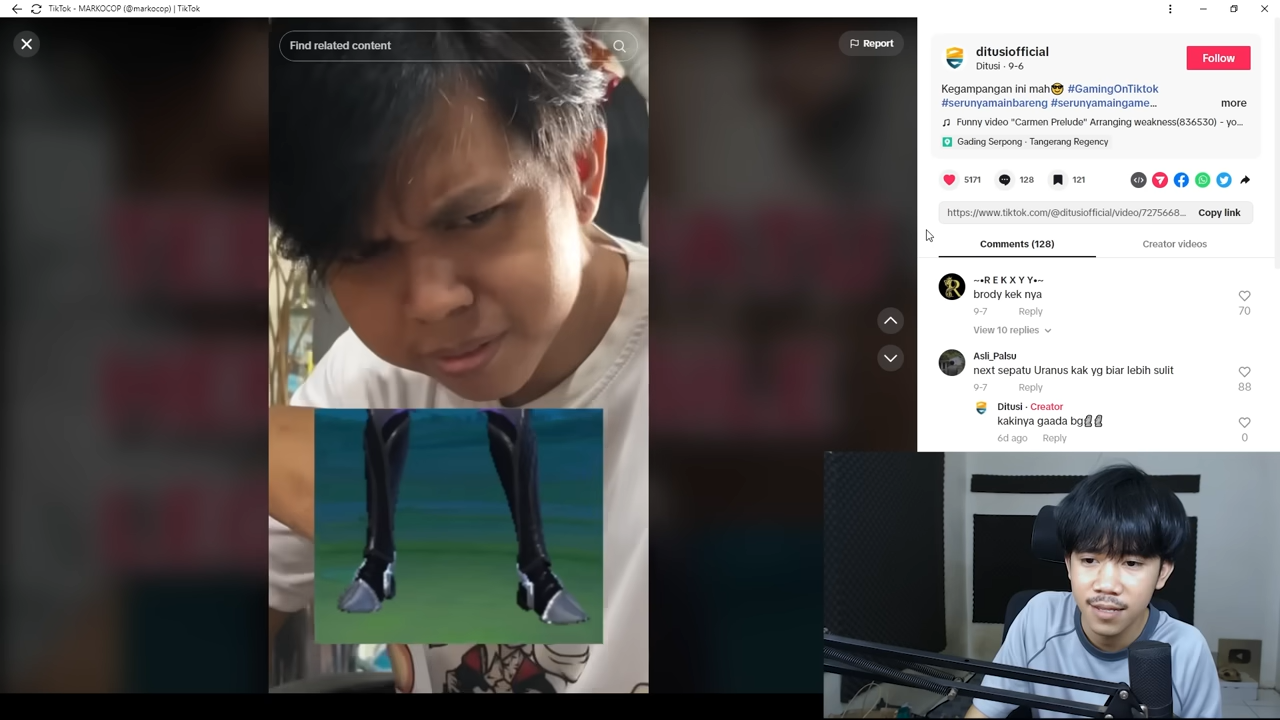 TikTok - MARKOCOP (@markocop) | TikTok
Find related content
Report
ditusiofficial
Ditusi · 9-6
Follow
Kegampangan ini mah😎 #GamingOnTiktok
#serunyamainbareng #serunyamaingame...
more
Funny video "Carmen Prelude" Arranging weakness(836530) - yo...
Gading Serpong · Tangerang Regency
5171
128
121
https://www.tiktok.com/@ditusiofficial/video/7275668...
Copy link
Comments (128)
Creator videos
~•R E K X Y Y•~
brody kek nya
9-7
Reply
70
View 10 replies
Asli_Palsu
next sepatu Uranus kak yg biar lebih sulit
9-7
Reply
88
Ditusi · Creator
kakinya gaada bg🗿🗿
6d ago
Reply
0